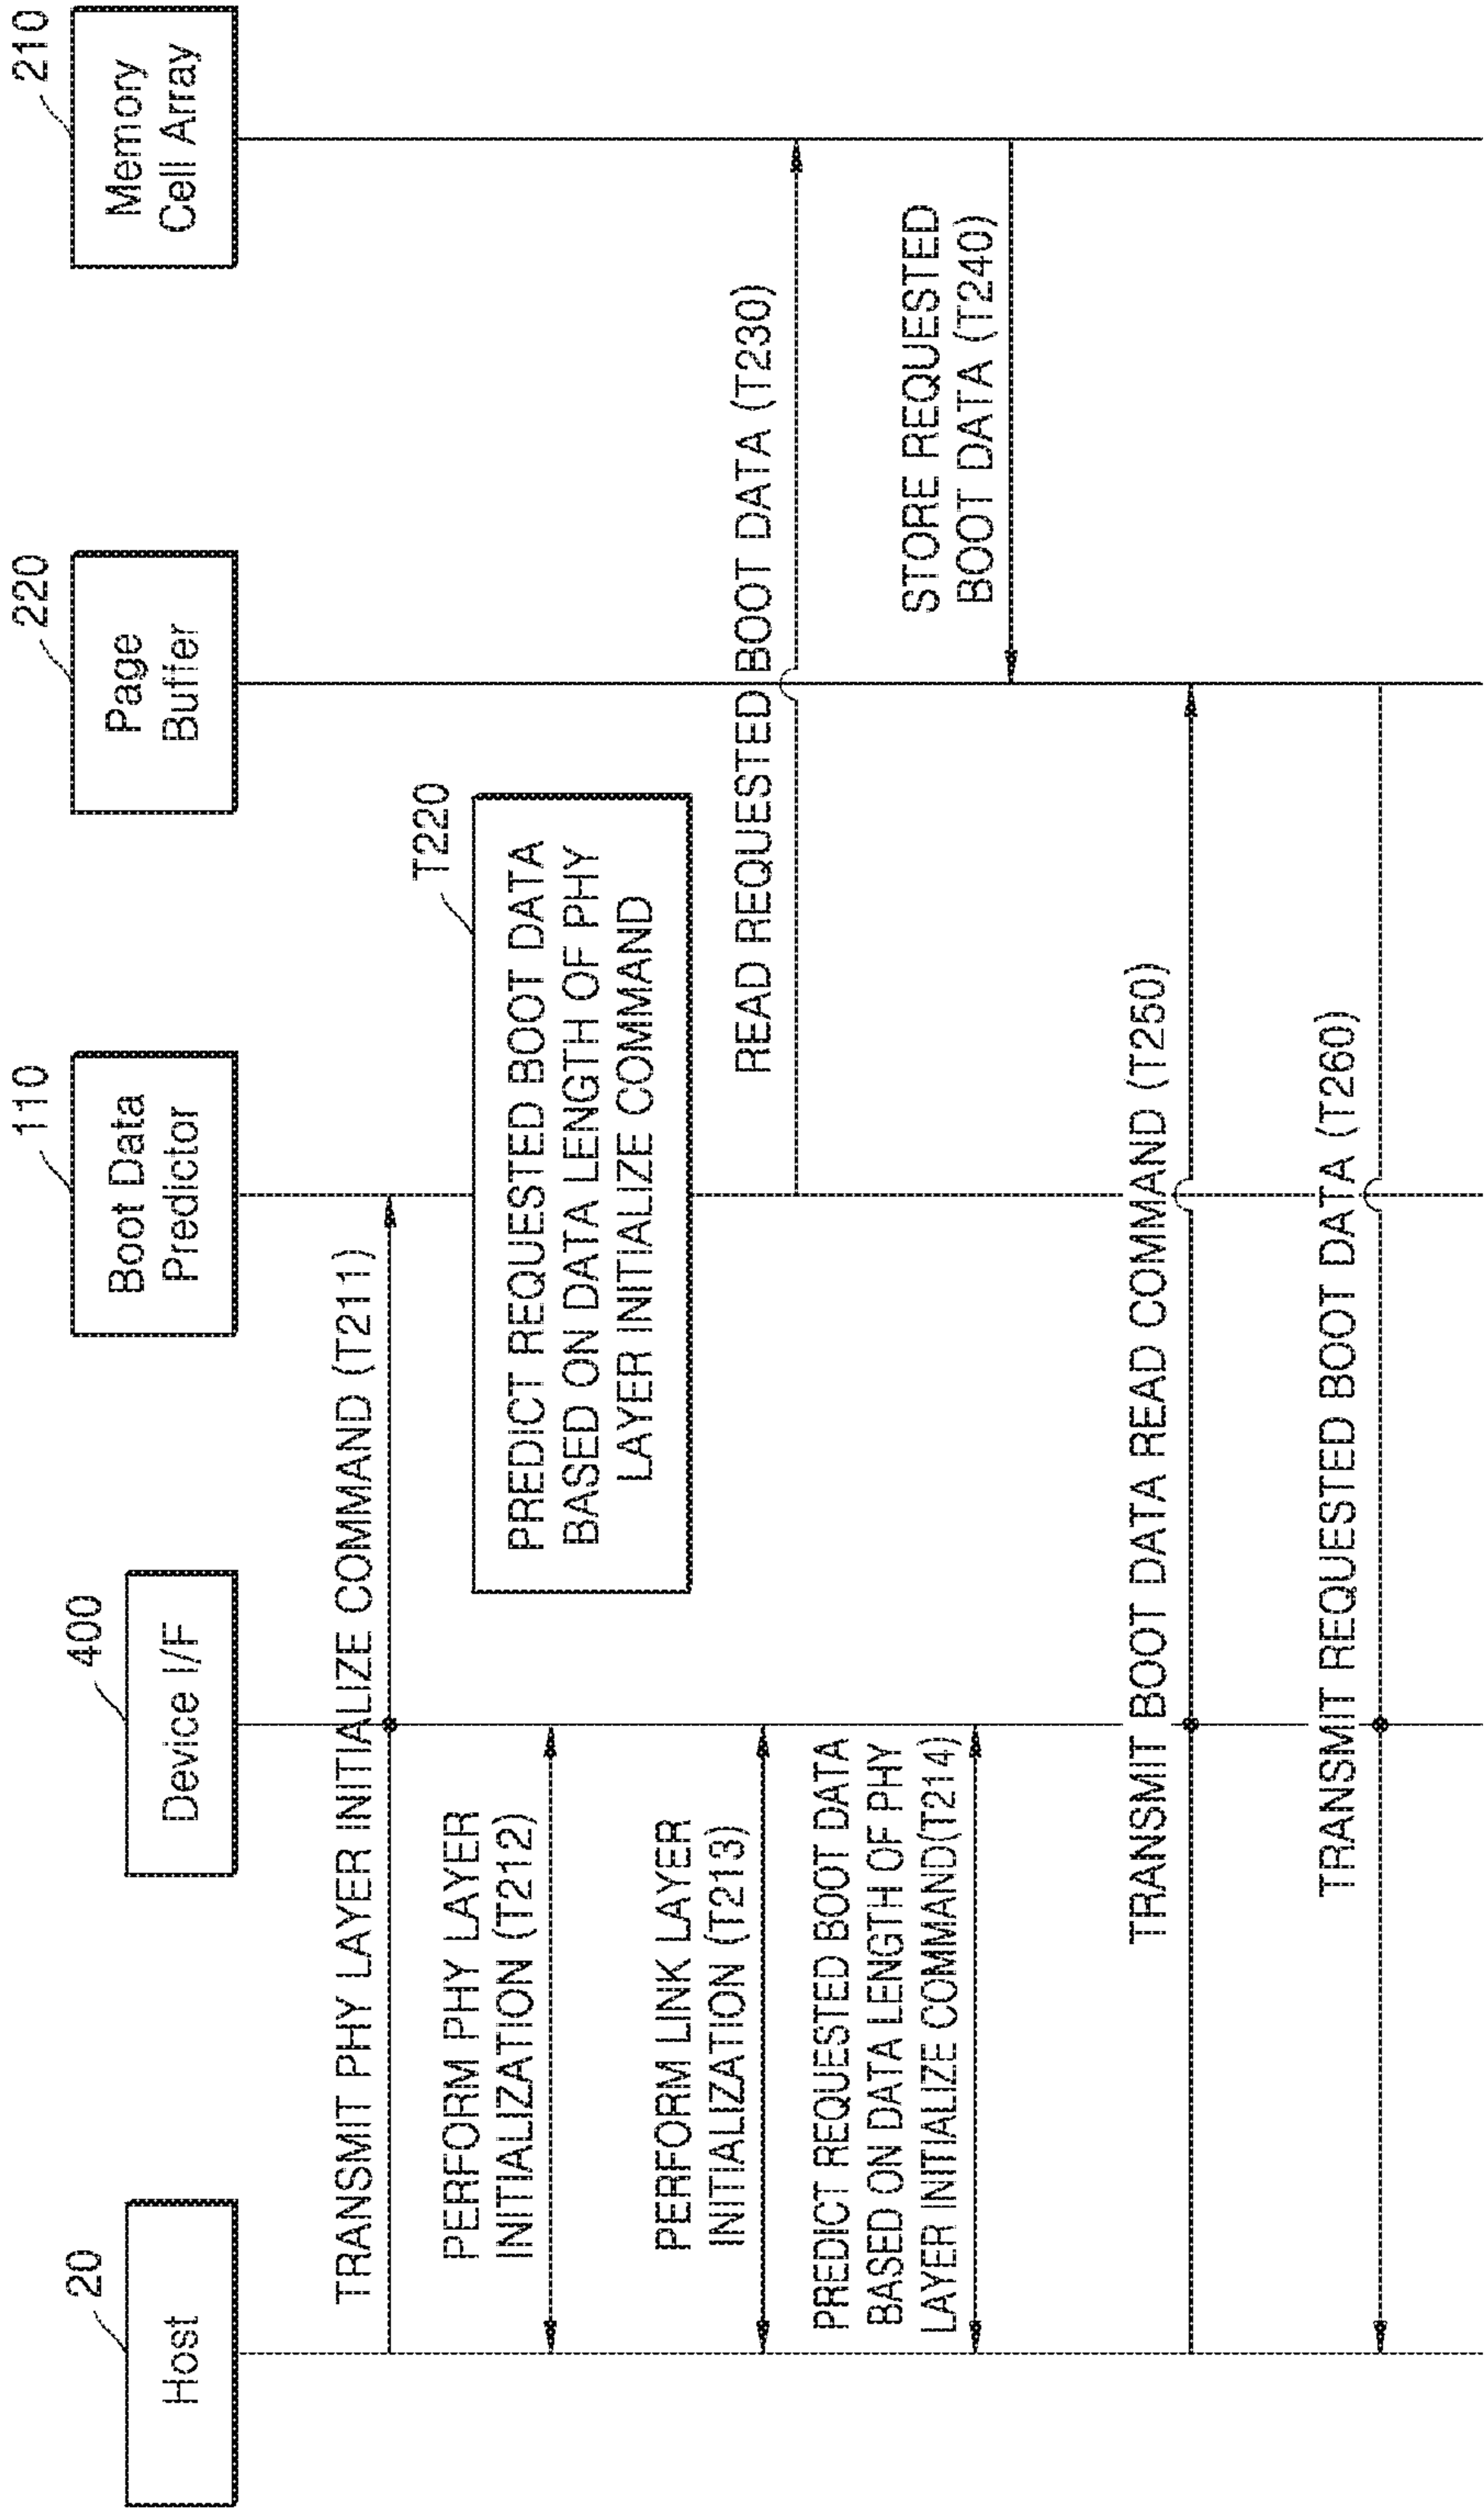 20
Host
400
Device I/F
110
Boot Data
Predictor
220
Page
Buffer
210
Memory
Cell Array
TRANSMIT PHY LAYER INITIALIZE COMMAND (T211)
PERFORM PHY LAYER
INITIALIZATION (T212)
T220
PREDICT REQUESTED BOOT DATA
BASED ON DATA LENGTH OF PHY
LAYER INITIALIZE COMMAND
PERFORM LINK LAYER
INITIALIZATION (T213)
READ REQUESTED BOOT DATA (T230)
PREDICT REQUESTED BOOT DATA
BASED ON DATA LENGTH OF PHY
LAYER INITIALIZE COMMAND(T214)
STORE REQUESTED
BOOT DATA (T240)
TRANSMIT BOOT DATA READ COMMAND (T250)
TRANSMIT REQUESTED BOOT DATA (T260)